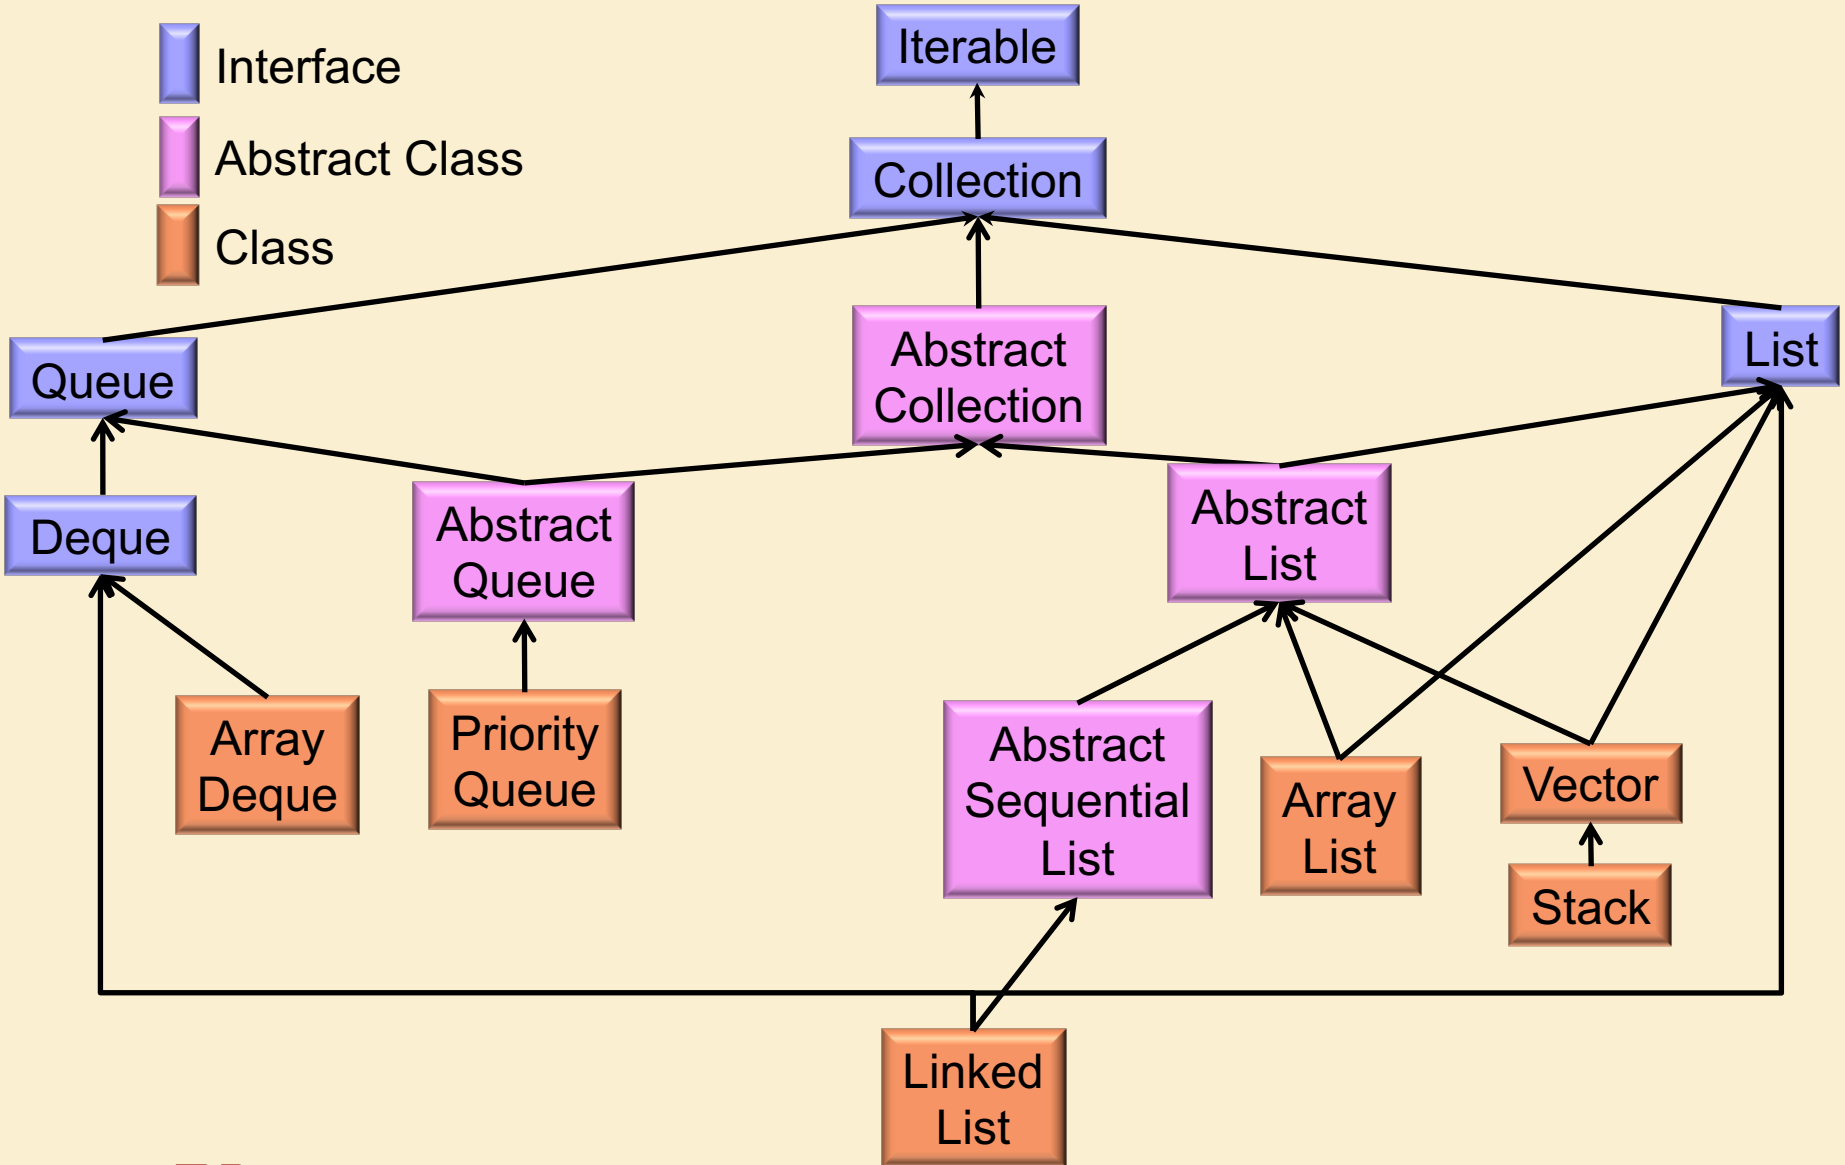 Interface
Abstract Class
Class
Iterable
Collection
Queue
Abstract
Collection
List
Deque
Abstract
Queue
Abstract
List
Array
Deque
Priority
Queue
Abstract
Sequential
List
Array
List
Vector
Stack
Linked
List